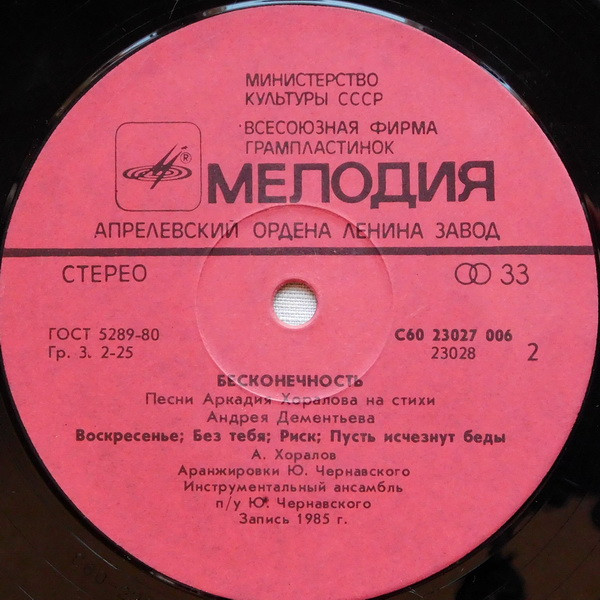 МИНИСТЕРСТВО
КУЛЬТУРЫ СССР
ВСЕСОЮЗНАЯ ФИРМА
ГРАМПЛАСТИНОК
®
МЕЛОДИЯ
АПРЕЛЕВСКИЙ ОРДЕНА ЛЕНИНА ЗАВОД
СТЕРЕО 33
ГОСТ 5289-80 С60 23027 006
Гр. 3. 2-25 23028 2
БЕСКОНЕЧНОСТЬ
Песни Аркадия Хоралова на стихи
Андрея Дементьева
Воскресенье; Без тебя; Риск; Пусть исчезнут беды
А. Хоралов
Аранжировки Ю. Чернавского
Инструментальный ансамбль
п/у Ю. Чернавского
Запись 1985 г.